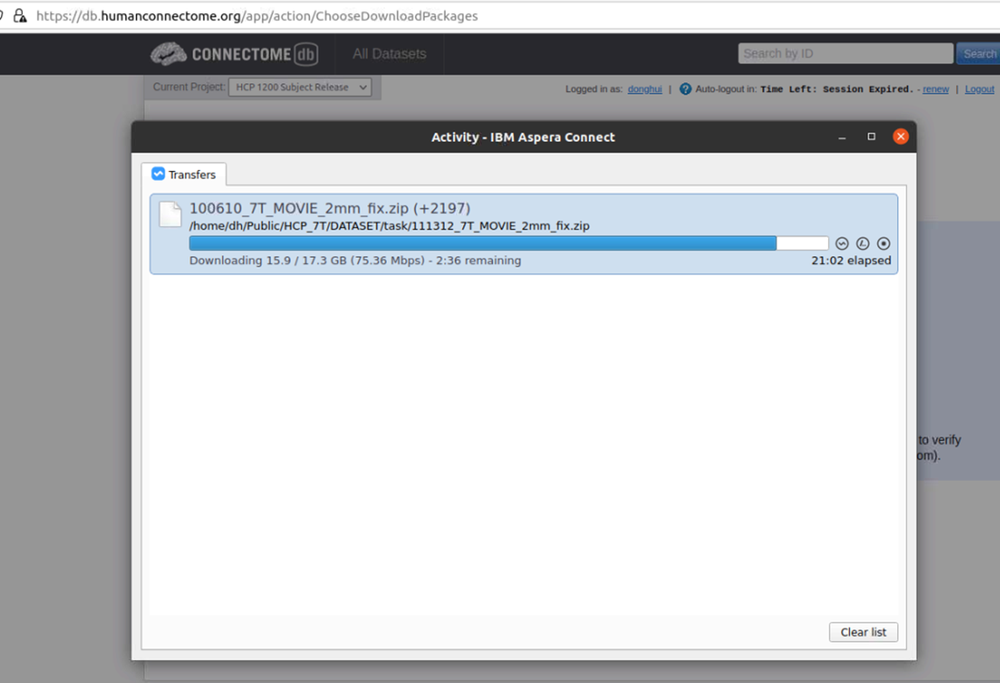 https://db.humanconnectome.org/app/action/ChooseDownloadPackages
CONNECTOME db All Datasets Search by ID Search
Current Project: HCP 1200 Subject Release Logged in as: donghui | ? Auto-logout in: Time Left: Session Expired. - renew | Logout
Activity - IBM Aspera Connect
Transfers
100610_7T_MOVIE_2mm_fix.zip (+2197)
/home/dh/Public/HCP_7T/DATASET/task/111312_7T_MOVIE_2mm_fix.zip
Downloading 15.9 / 17.3 GB (75.36 Mbps) - 2:36 remaining 21:02 elapsed
to verify
om).
Clear list